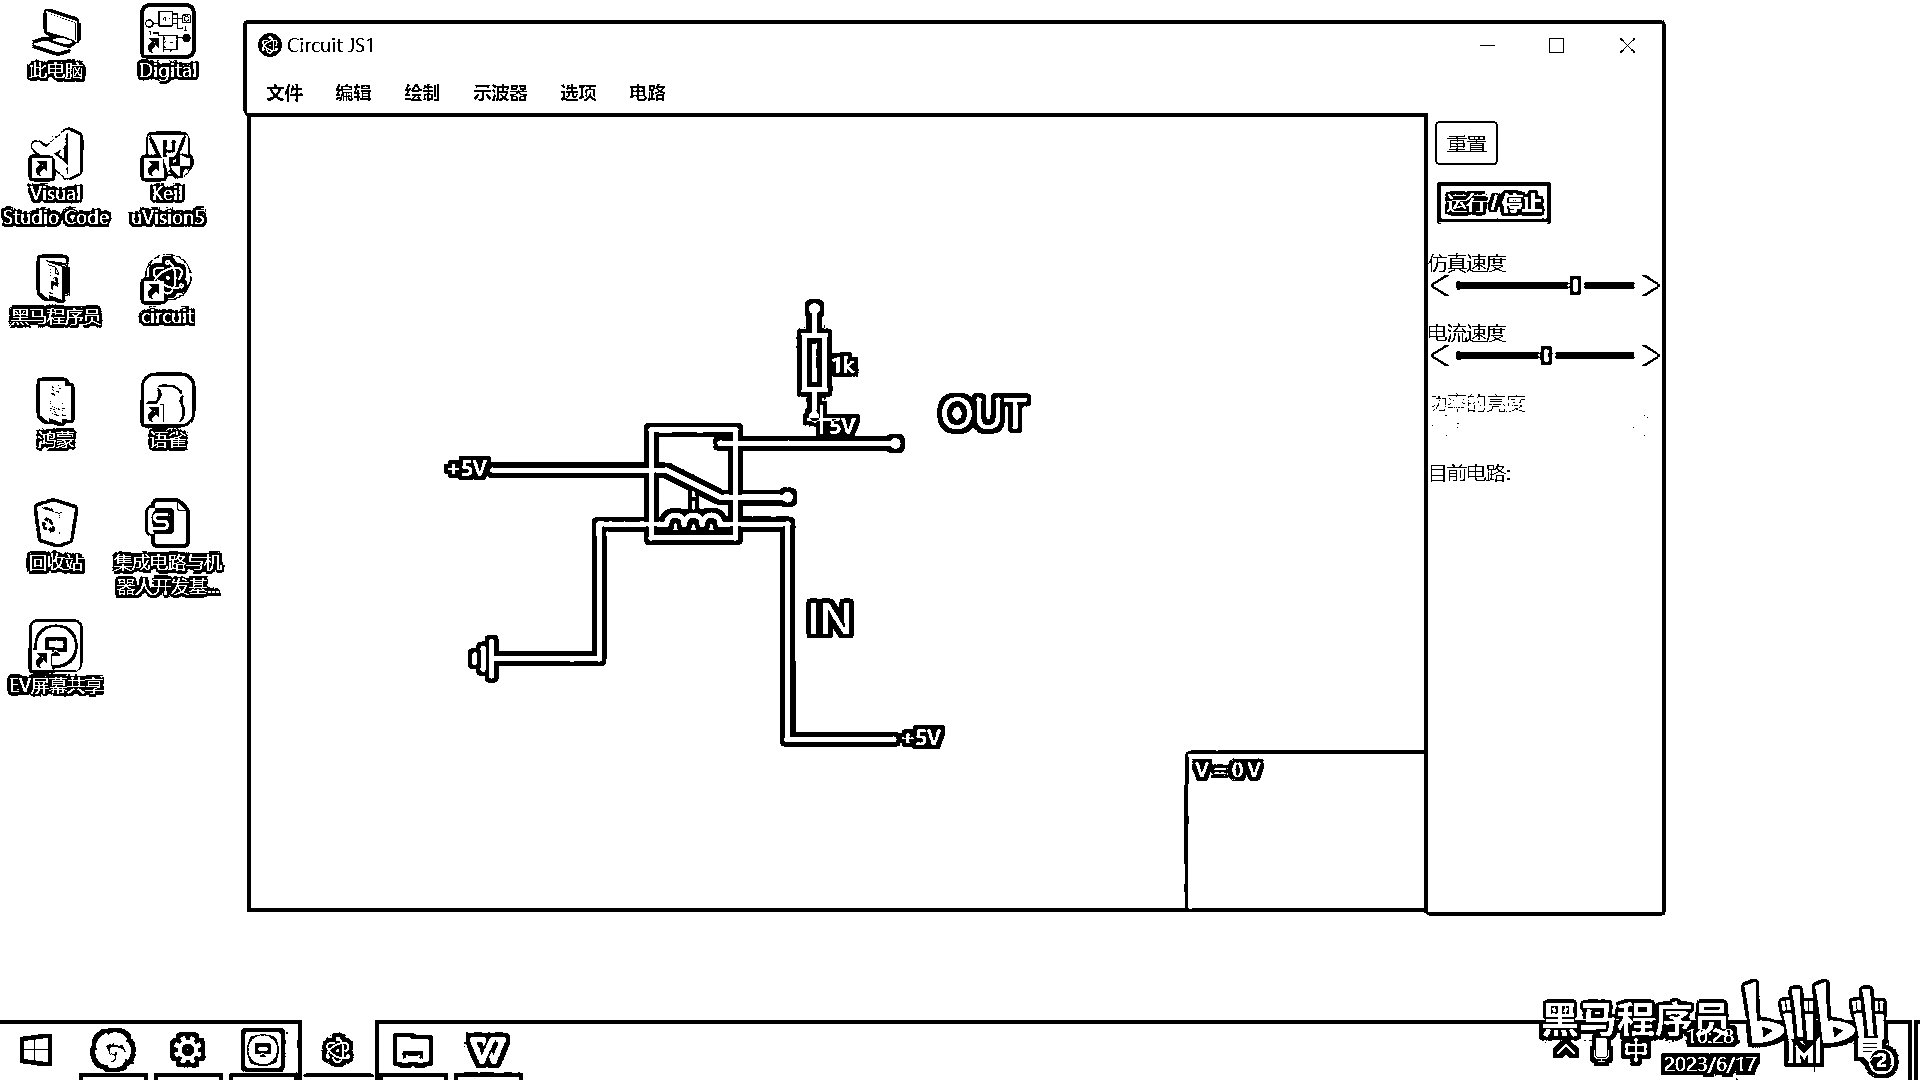 此电脑
Digital
Visual
Studio Code
Keil
uVision5
黑马程序员
circuit
鸿蒙
语雀
回收站
集成电路与机
器人开发基...
EV屏幕共享
Circuit JS1
文件 编辑 绘制 示波器 选项 电路
重置
运行/停止
仿真速度
电流速度
功率的亮度
目前电路:
1k
+5V
OUT
+5V
IN
+5V
V=0V
黑马程序员
bilibili
中
10:28
2023/6/17
2